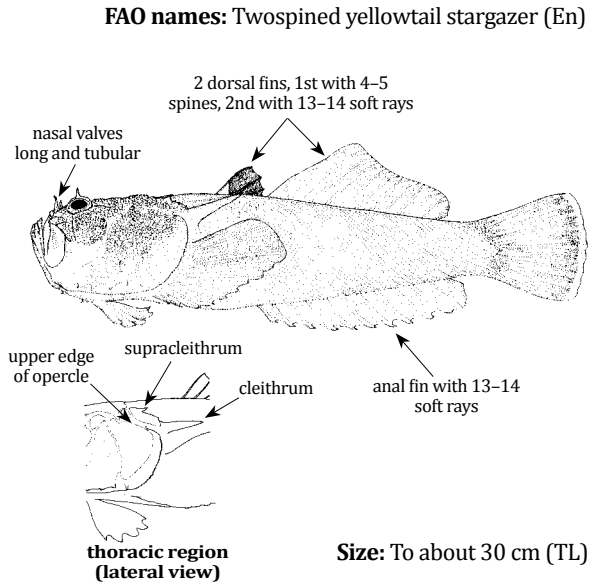 FAO names: Twospined yellowtail stargazer (En)
2 dorsal fins, 1st with 4–5
spines, 2nd with 13–14 soft rays
nasal valves
long and tubular
upper edge
of opercle
supracleithrum
cleithrum
anal fin with 13–14
soft rays
thoracic region
(lateral view)
Size: To about 30 cm (TL)